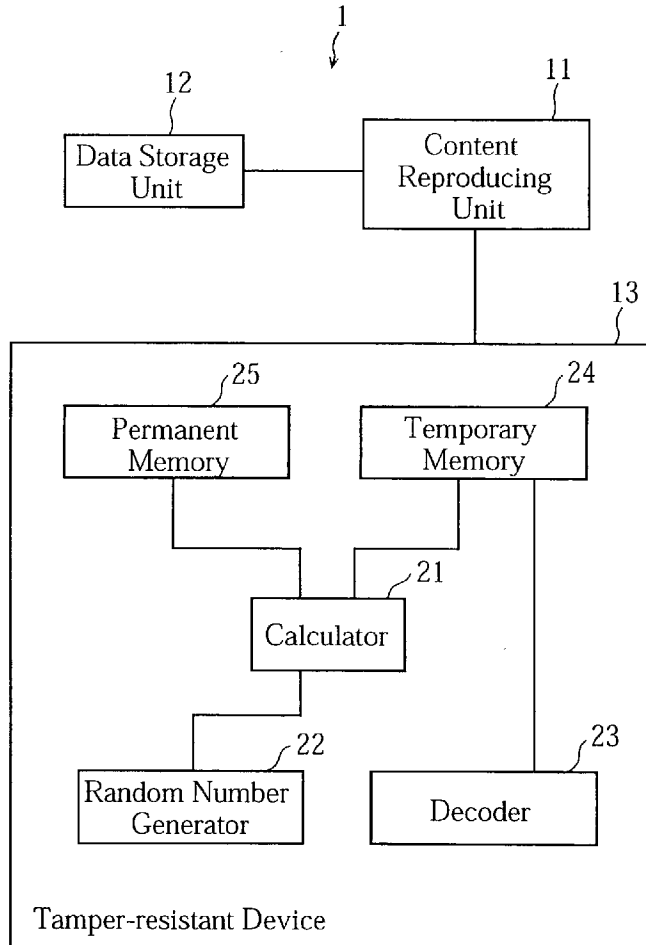 1
12
11
Data Storage
Unit
Content
Reproducing
Unit
13
25
24
Permanent
Memory
Temporary
Memory
21
Calculator
22
23
Random Number
Generator
Decoder
Tamper-resistant Device